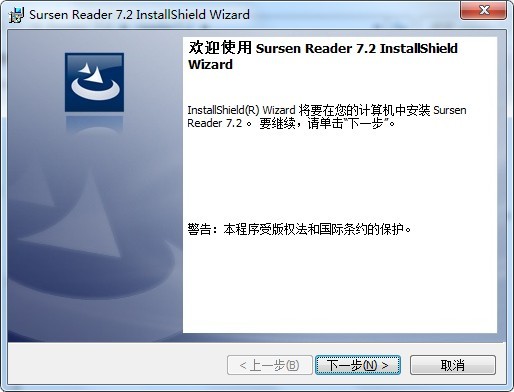 Sursen Reader 7.2 InstallShield Wizard
欢迎使用 Sursen Reader 7.2 InstallShield
Wizard
InstallShield(R) Wizard 将要在您的计算机中安装 Sursen
Reader 7.2 。 要继续，请单击“下一步”。
警告：本程序受版权法和国际条约的保护。
< 上一步(B)
下一步(N) >
取消